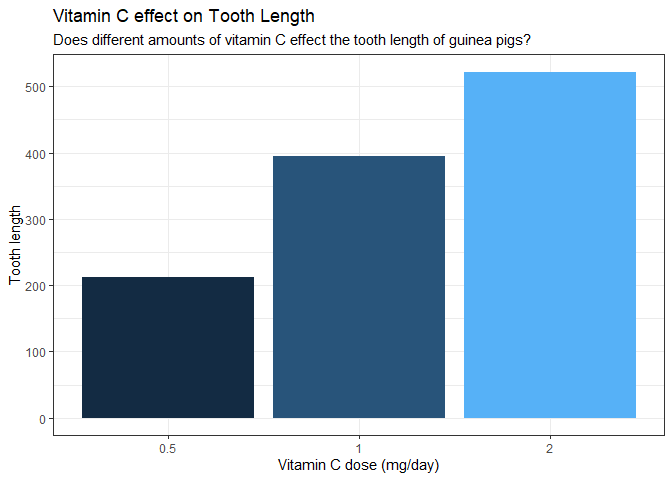 Vitamin C effect on Tooth Length
Does different amounts of vitamin C effect the tooth length of guinea pigs?
500
400
300
200
100
0
Tooth length
0.5 1 2
Vitamin C dose (mg/day)